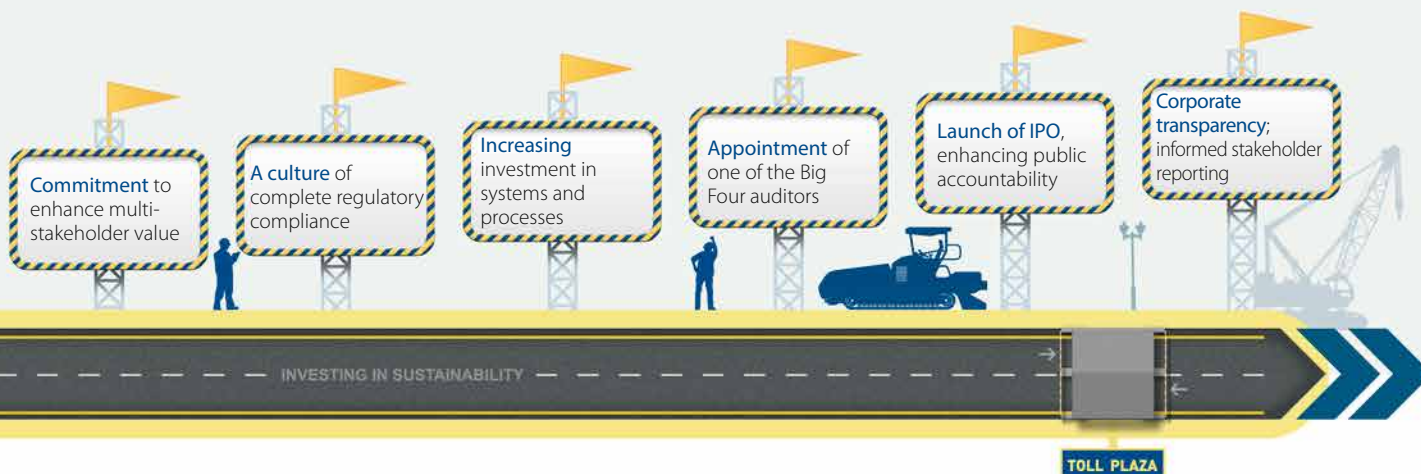 Commitment to
enhance multi-
stakeholder value
A culture of
complete regulatory
compliance
Increasing
investment in
systems and
processes
Appointment of
one of the Big
Four auditors
Launch of IPO,
enhancing public
accountability
Corporate
transparency;
informed stakeholder
reporting
INVESTING IN SUSTAINABILITY
TOLL PLAZA